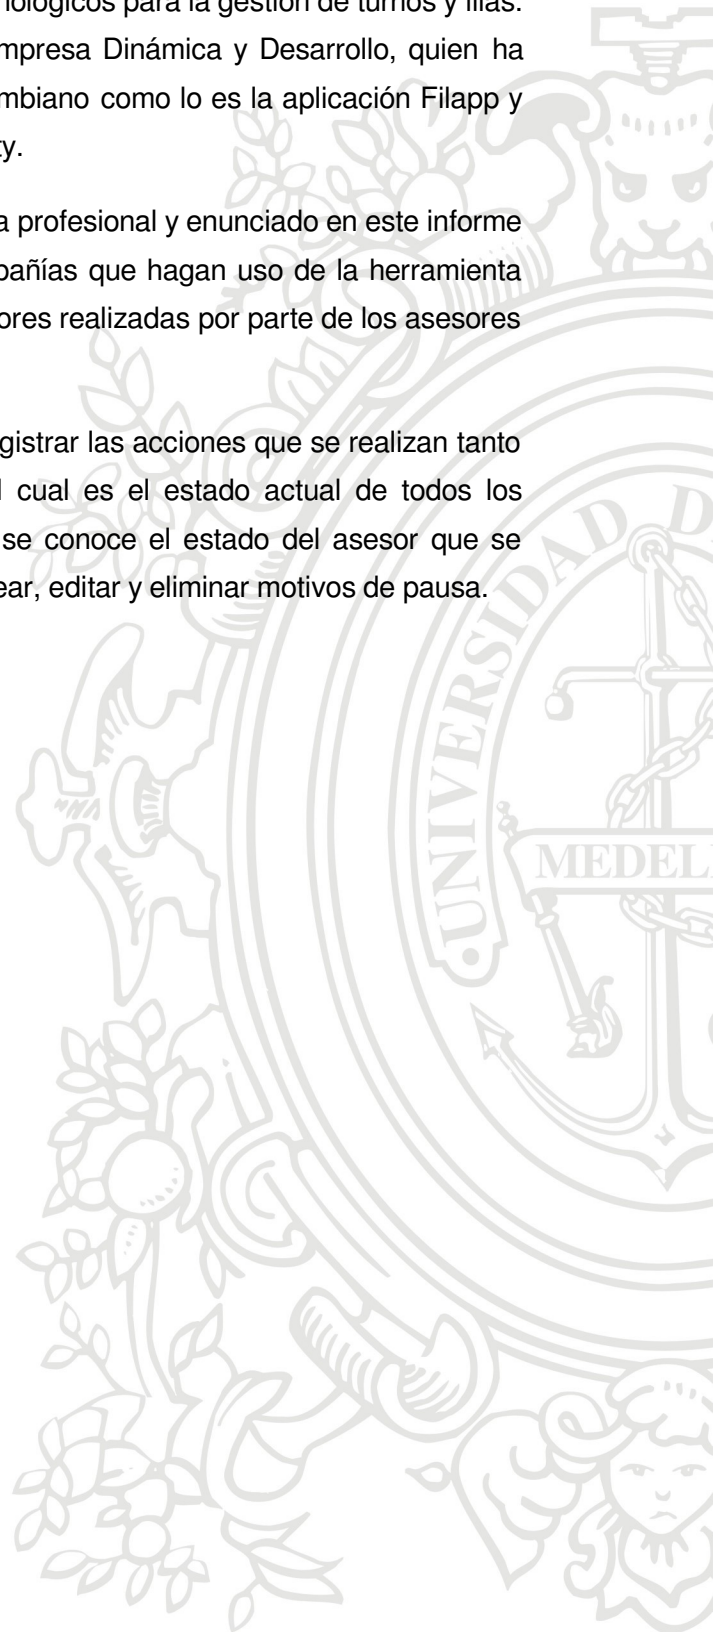 nológicos para la gestión de turnos y filas.
mpresa Dinámica y Desarrollo, quien ha
mbiano como lo es la aplicación Filapp y
ty.
a profesional y enunciado en este informe
pañías que hagan uso de la herramienta
ores realizadas por parte de los asesores
gistrar las acciones que se realizan tanto
l cual es el estado actual de todos los
se conoce el estado del asesor que se
ear, editar y eliminar motivos de pausa.
UNIVERSIDAD D
MEDEL